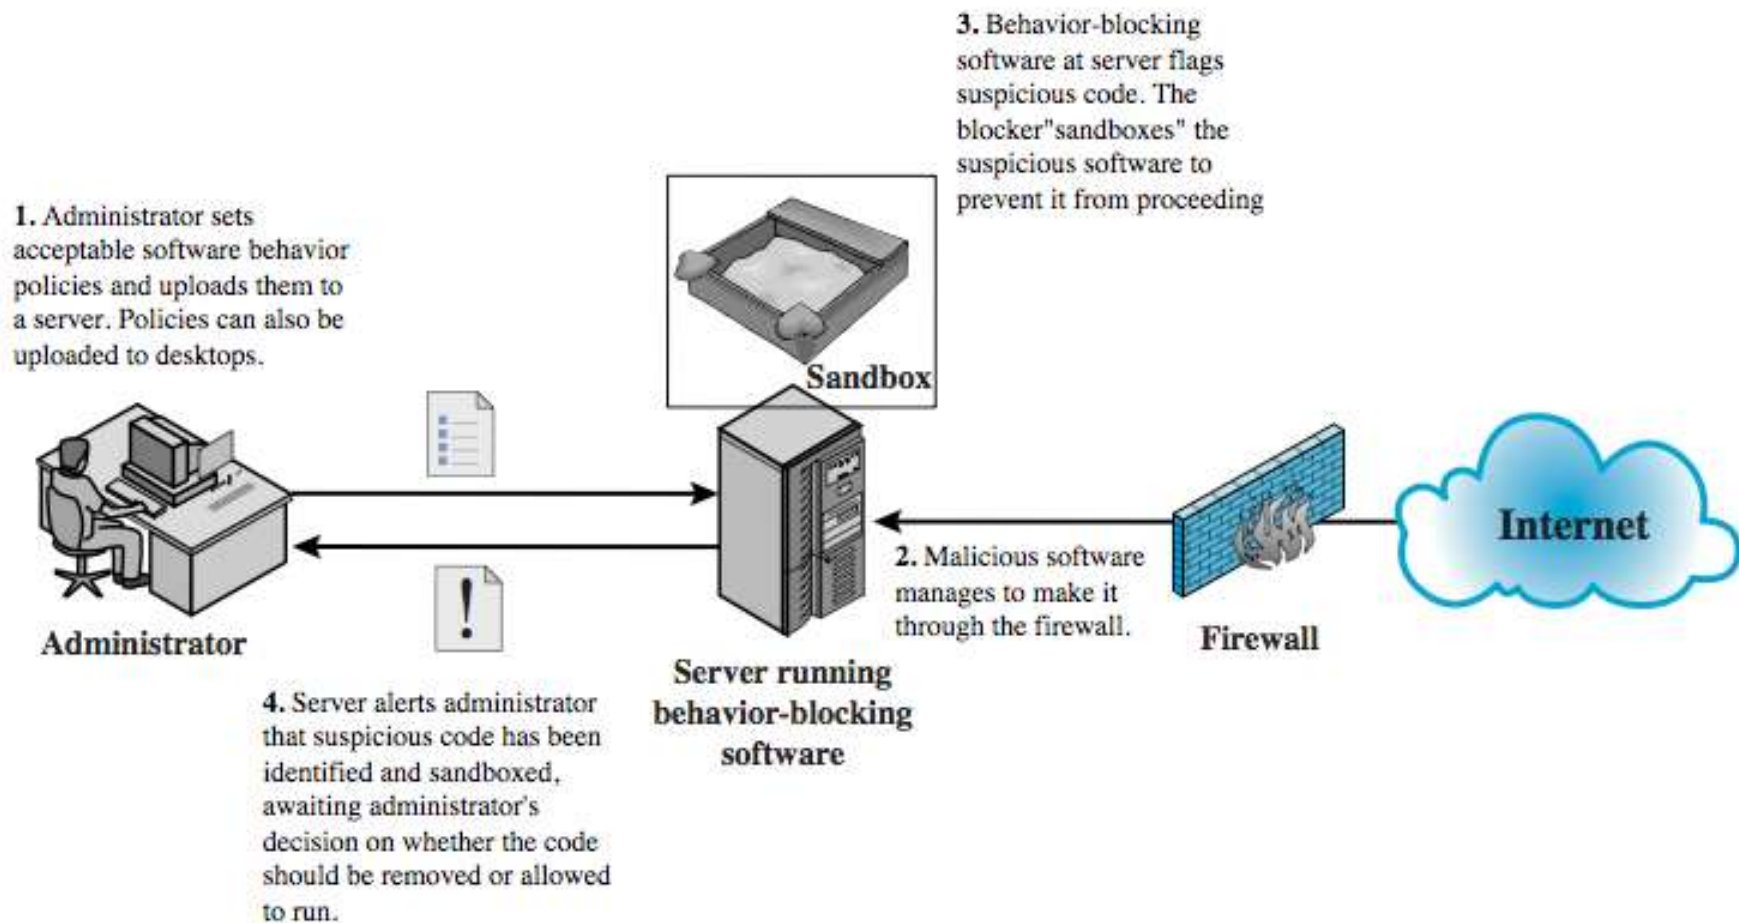 1. Administrator sets
acceptable software behavior
policies and uploads them to
a server. Policies can also be
uploaded to desktops.
Administrator
3. Behavior-blocking
software at server flags
suspicious code. The
blocker"sandboxes" the
suspicious software to
prevent it from proceeding
Sandbox
!
Server running
behavior-blocking
software
2. Malicious software
manages to make it
through the firewall.
Firewall
Internet
4. Server alerts administrator
that suspicious code has been
identified and sandboxed,
awaiting administrator's
decision on whether the code
should be removed or allowed
to run.